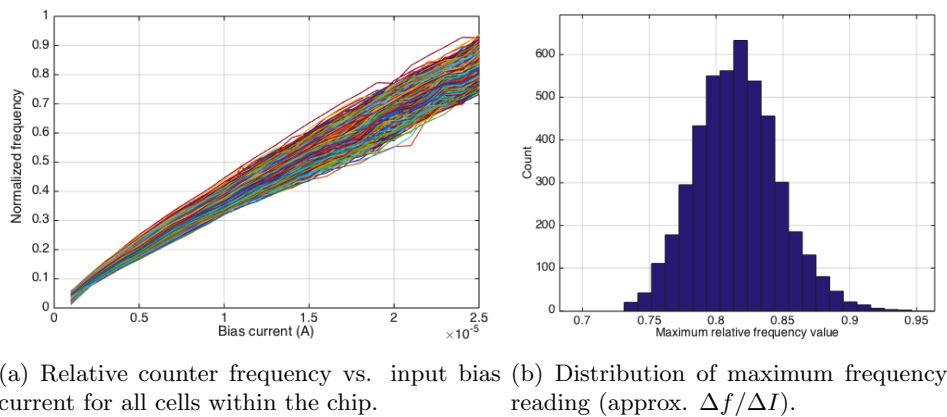 1
0.9
0.8
0.7
0.6
0.5
0.4
0.3
0.2
0.1
0
Normalized frequency
0 0.5 1 1.5 2 2.5
Bias current (A)
×10⁻⁵
600
500
400
300
200
100
0
Count
0.7 0.75 0.8 0.85 0.9 0.95
Maximum relative frequency value
(a) Relative counter frequency vs. input bias
current for all cells within the chip.
(b) Distribution of maximum frequency
reading (approx. Δf/ΔI).